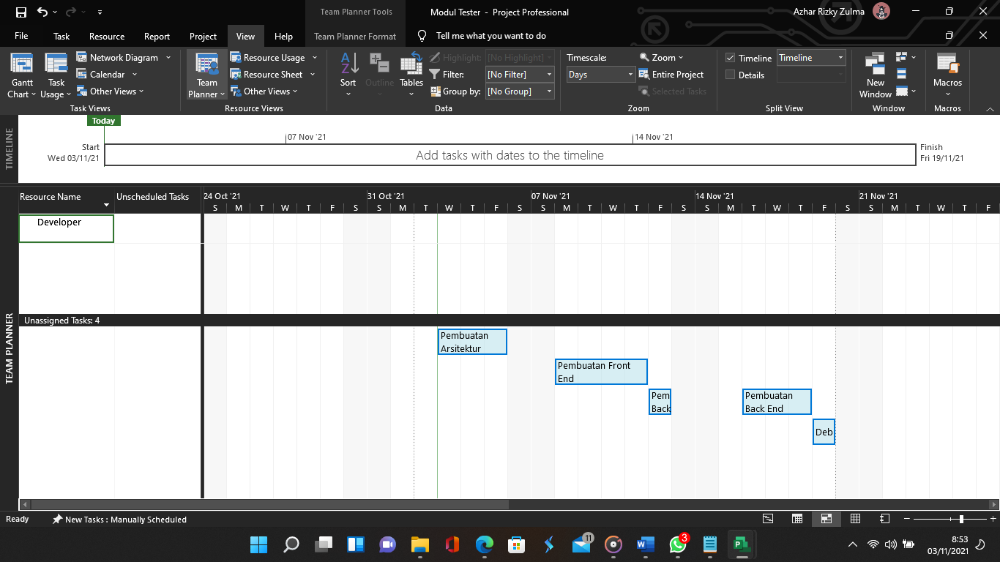 Team Planner Tools
Modul Tester - Project Professional
Azhar Rizky Zulma
File Task Resource Report Project View Help Team Planner Format Tell me what you want to do
Gantt Chart
Task Usage
Network Diagram
Calendar
Other Views
Task Views
Team Planner
Resource Usage
Resource Sheet
Other Views
Resource Views
Sort
Outline
Tables
Highlight: [No Highlight]
Filter: [No Filter]
Group by: [No Group]
Data
Timescale:
Days
Zoom
Entire Project
Selected Tasks
Zoom
Timeline Timeline
Details
Split View
New Window
Window
Macros
Macros
TIMELINE
Today
07 Nov '21 14 Nov '21
Start
Wed 03/11/21
Add tasks with dates to the timeline
Finish
Fri 19/11/21
TEAM PLANNER
Resource Name Unscheduled Tasks
24 Oct '21 31 Oct '21 07 Nov '21 14 Nov '21 21 Nov '21
S M T W T F S S M T W T F S S M T W T F S S M T W T F S S M T W T F
Developer
Unassigned Tasks: 4
Pembuatan
Arsitektur
Pembuatan Front
End
Pem
Back
Pembuatan
Back End
Deb
Ready New Tasks : Manually Scheduled
11
3
8:53
03/11/2021